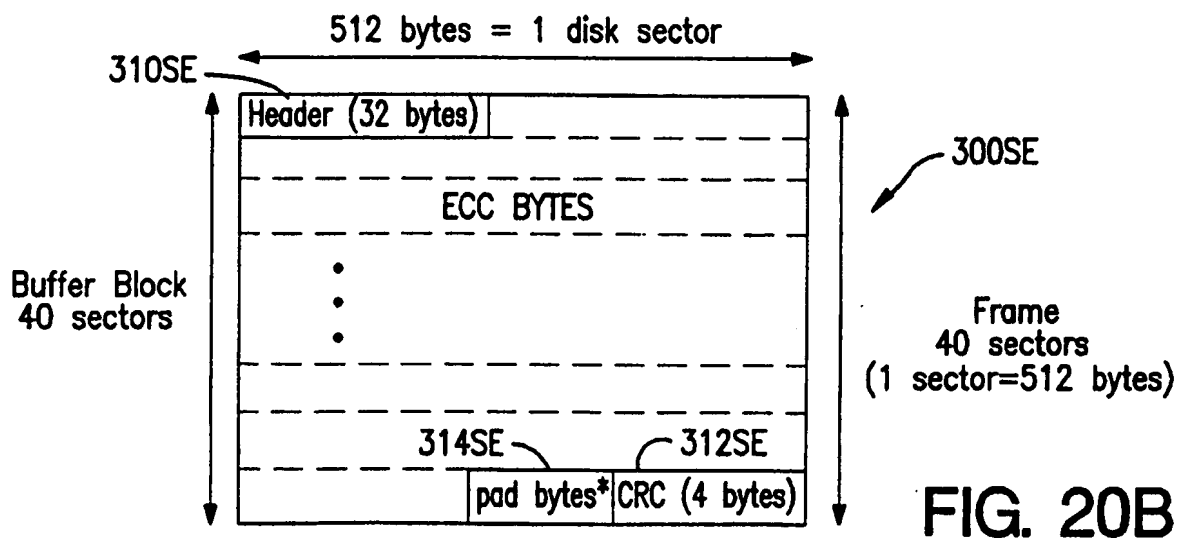 512 bytes = 1 disk sector
310SE
Header (32 bytes)
300SE
ECC BYTES
Buffer Block
40 sectors
Frame
40 sectors
(1 sector=512 bytes)
314SE
312SE
pad bytes*
CRC (4 bytes)
FIG. 20B